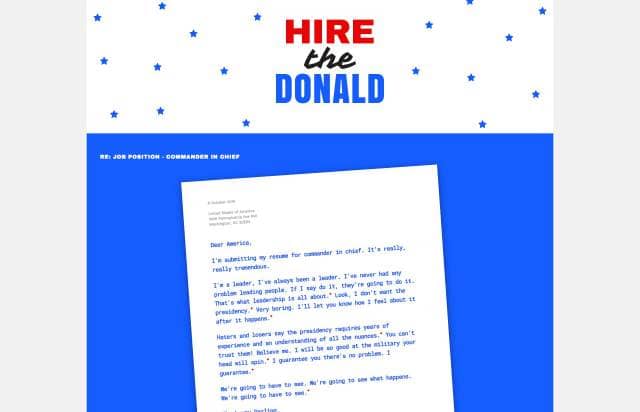 HIRE
the
DONALD
RE: JOB POSITION - COMMANDER IN CHIEF
United States of America
Dear America,
I'm submitting my resume for commander in chief. It's really,
really tremendous.
I'm a leader, I've always been a leader. I've never had any
problem leading people. If I say do it, they're going to do it.
That's what leadership is all about.* Look, I don't want the
presidency.* Very boring. I'll let you know how I feel about it
after it happens.*
Haters and losers say the presidency requires years of
experience and an understanding of all the nuances.* You can't
trust them! Believe me. I will be so good at the military your
head will spin.* I guarantee you there's no problem. I
guarantee.*
We're going to have to see. We're going to see what happens.
We're going to have to see.*